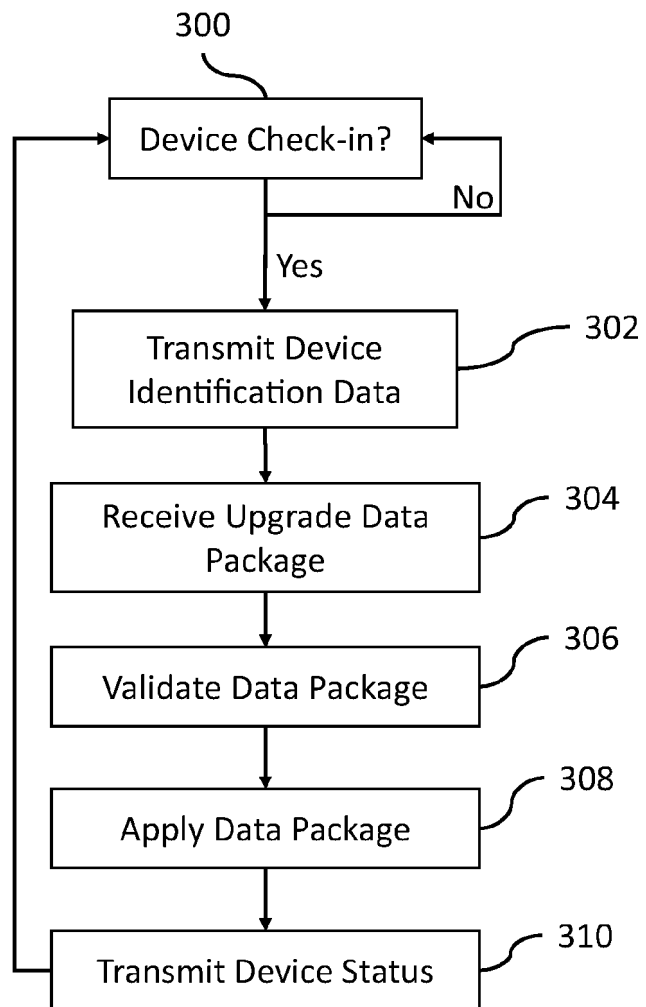 300
Device Check-in?
No
Yes
Transmit Device
Identification Data
302
Receive Upgrade Data
Package
304
Validate Data Package
306
Apply Data Package
308
Transmit Device Status
310